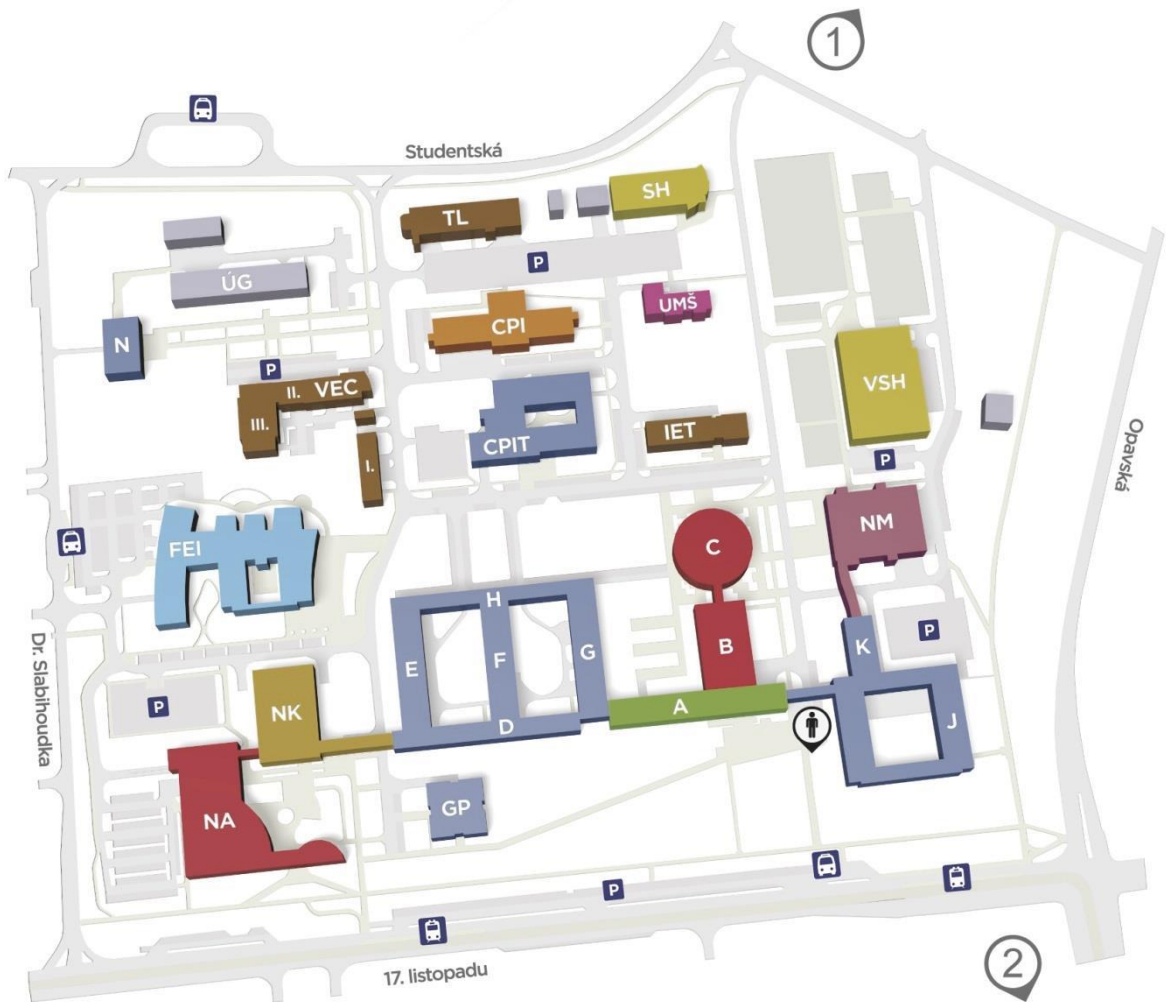 1
Studentská
SH
TL
P
ÚG
UMŠ
CPI
N
P
II. VEC
VSH
III.
IET
CPIT
Opavská
P
I.
NM
FEI
C
H
P
Dr. Slabihoudka
E
F
G
B
K
P
NK
A
D
J
GP
NA
P
17. listopadu
2